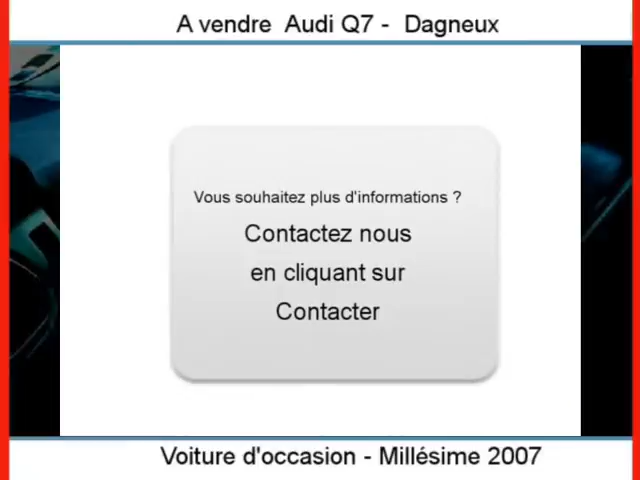 A vendre Audi Q7 - Dagneux
Vous souhaitez plus d'informations ?
Contactez nous
en cliquant sur
Contacter
Voiture d'occasion - Millésime 2007